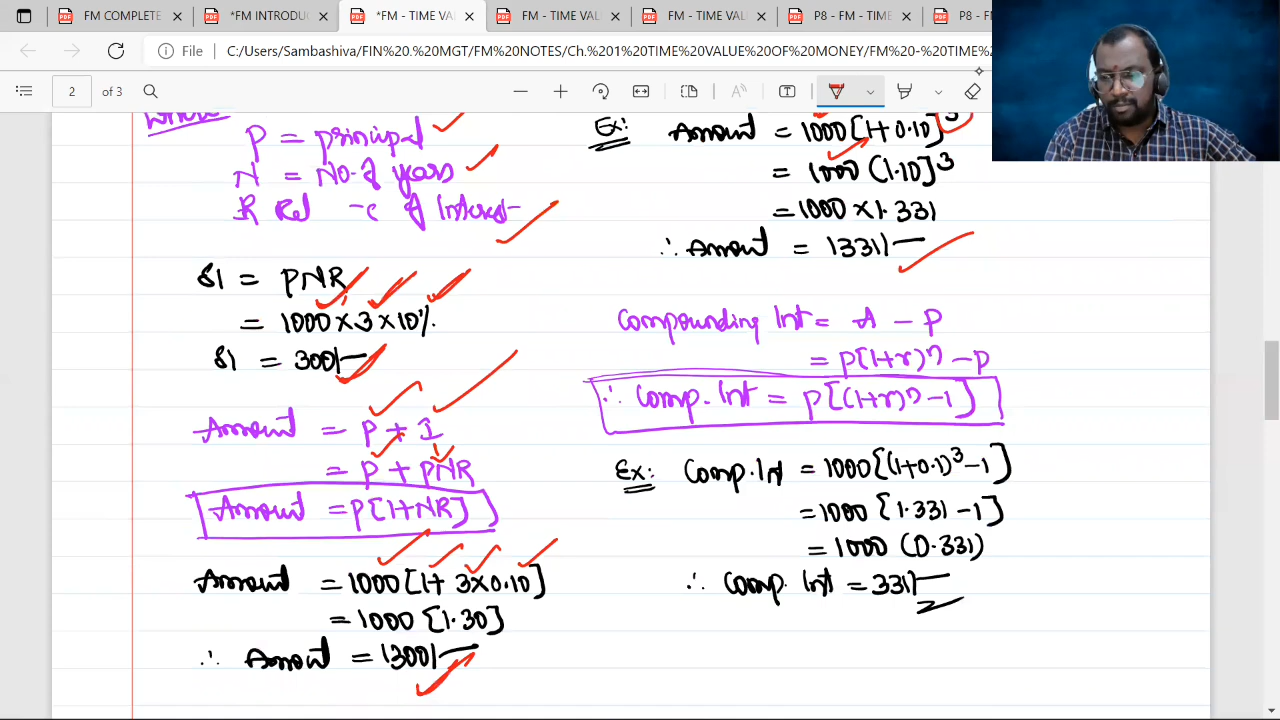 FM COMPLETE
*FM INTRODUC
*FM - TIME VAL
FM - TIME VAL
FM - TIME VAL
P8 - FM - TIME
P8 - F
File
C:/Users/Sambashiva/FIN%20.%20MGT/FM%20NOTES/Ch.%201%20TIME%20VALUE%20OF%20MONEY/FM%20-%20TIME%
2 of 3
Where
P = principal
N = No. of years
R of Interest
SI = PNR
= 1000 × 3 × 10%
SI = 300/-
Amount = P + I
= P + PNR
Amount = P[1+NR]
Amount = 1000 [1+ 3×0.10]
= 1000 [1.30]
∴ Amount = 1300/-
Ex: Amount = 1000[1+0.10]³
= 1000 (1.10]³
= 1000 × 1.331
∴ Amount = 1331/-
Compounding Int = A - P
= P(1+r)ⁿ - P
∴ Comp. Int = P[(1+r)ⁿ - 1]
Ex: Comp. Int = 1000[(1+0.1)³ - 1]
= 1000 [1.331 - 1]
= 1000 (0.331)
∴ Comp. Int = 331/-